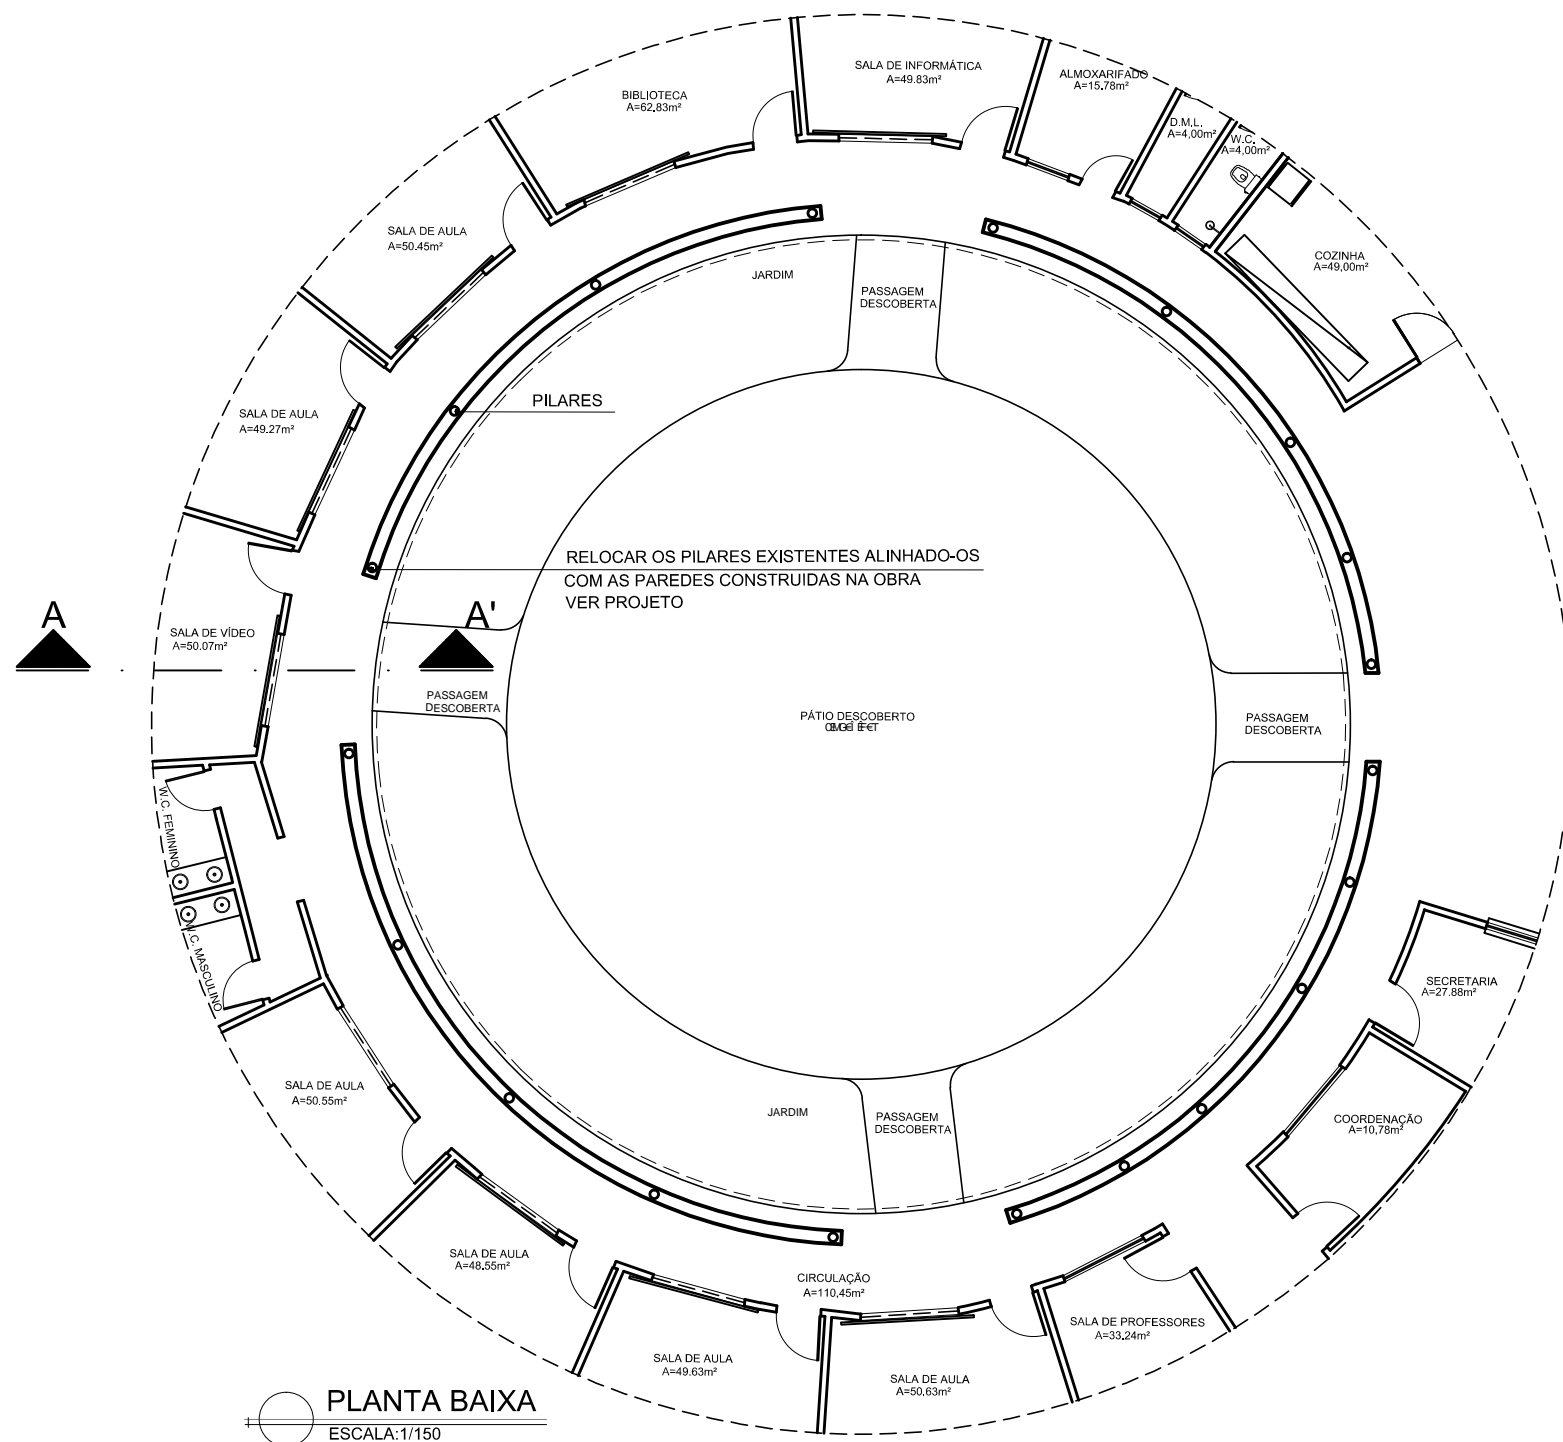 SALA DE INFORMÁTICA
A=49.83m²
ALMOXARIFADO
A=15.78m²
BIBLIOTECA
A=62.83m²
D.M.L.
A=4,00m²
W.C.
A=4,00m²
SALA DE AULA
A=50.45m²
COZINHA
A=49,00m²
JARDIM
PASSAGEM
DESCOBERTA
PILARES
SALA DE AULA
A=49.27m²
RELOCAR OS PILARES EXISTENTES ALINHADO-OS
COM AS PAREDES CONSTRUIDAS NA OBRA
VER PROJETO
A
A'
SALA DE VÍDEO
A=50.07m²
PASSAGEM
DESCOBERTA
PÁTIO DESCOBERTO
PASSAGEM
DESCOBERTA
W.C. FEMININO
W.C. MASCULINO
SECRETARIA
A=27.88m²
SALA DE AULA
A=50.55m²
JARDIM
PASSAGEM
DESCOBERTA
COORDENAÇÃO
A=10,78m²
SALA DE AULA
A=48.55m²
CIRCULAÇÃO
A=110,45m²
SALA DE PROFESSORES
A=33.24m²
SALA DE AULA
A=49.63m²
SALA DE AULA
A=50.63m²
PLANTA BAIXA
ESCALA:1/150